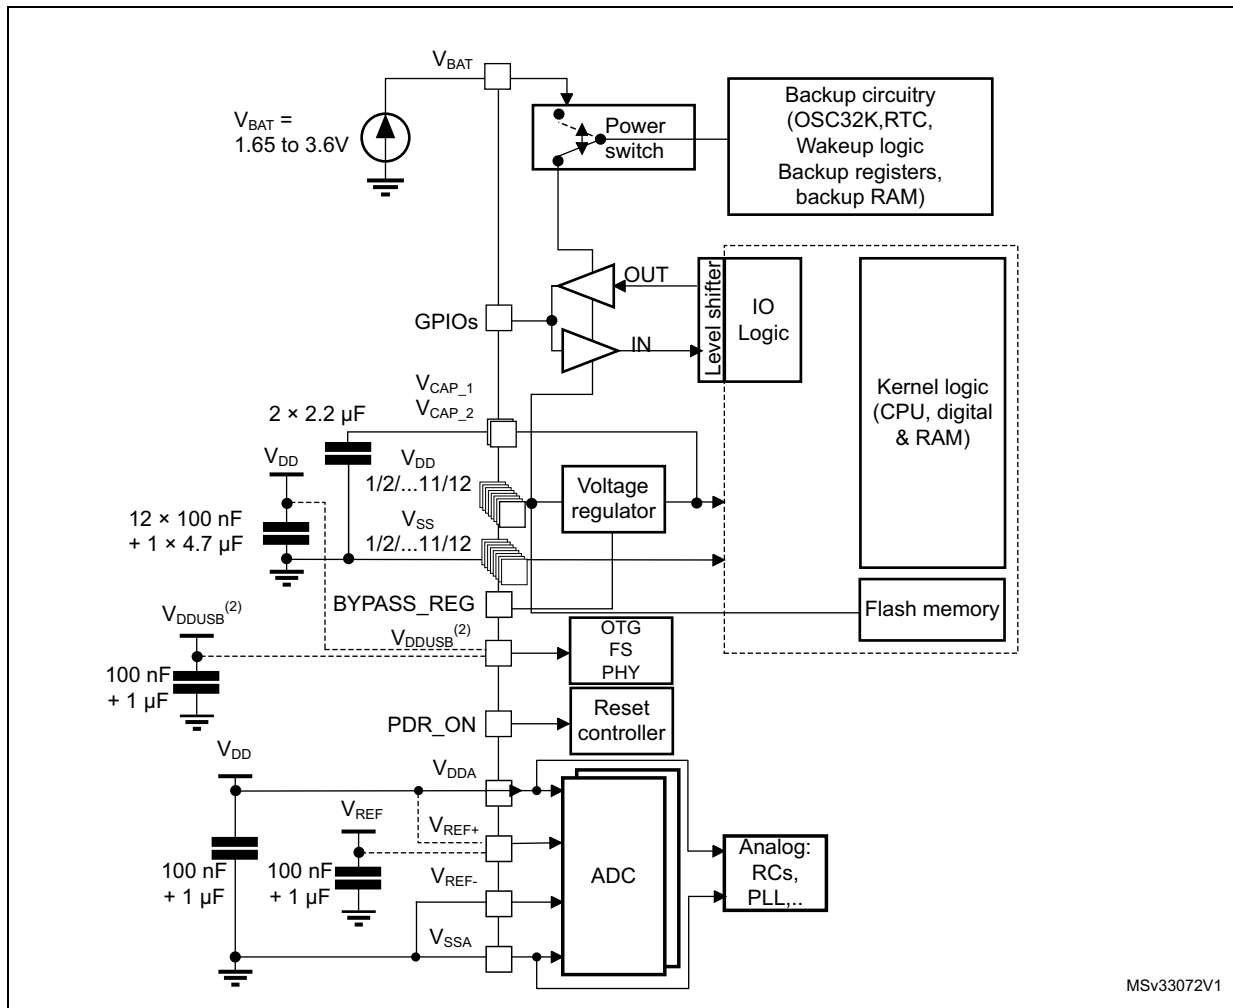 VBAT
VBAT =
1.65 to 3.6V
Power
switch
Backup circuitry
(OSC32K,RTC,
Wakeup logic
Backup registers,
backup RAM)
OUT
GPIOs
IN
Level shifter
IO
Logic
Kernel logic
(CPU, digital
& RAM)
VCAP_1
VCAP_2
2 × 2.2 µF
VDD
VDD
1/2/...11/12
Voltage
regulator
12 × 100 nF
+ 1 × 4.7 µF
VSS
1/2/...11/12
BYPASS_REG
Flash memory
VDDUSB(2)
VDDUSB(2)
OTG
FS
PHY
100 nF
+ 1 µF
PDR_ON
Reset
controller
VDD
VDDA
VREF
VREF+
100 nF
+ 1 µF
100 nF
+ 1 µF
VREF-
ADC
Analog:
RCs,
PLL,..
VSSA
MSv33072V1